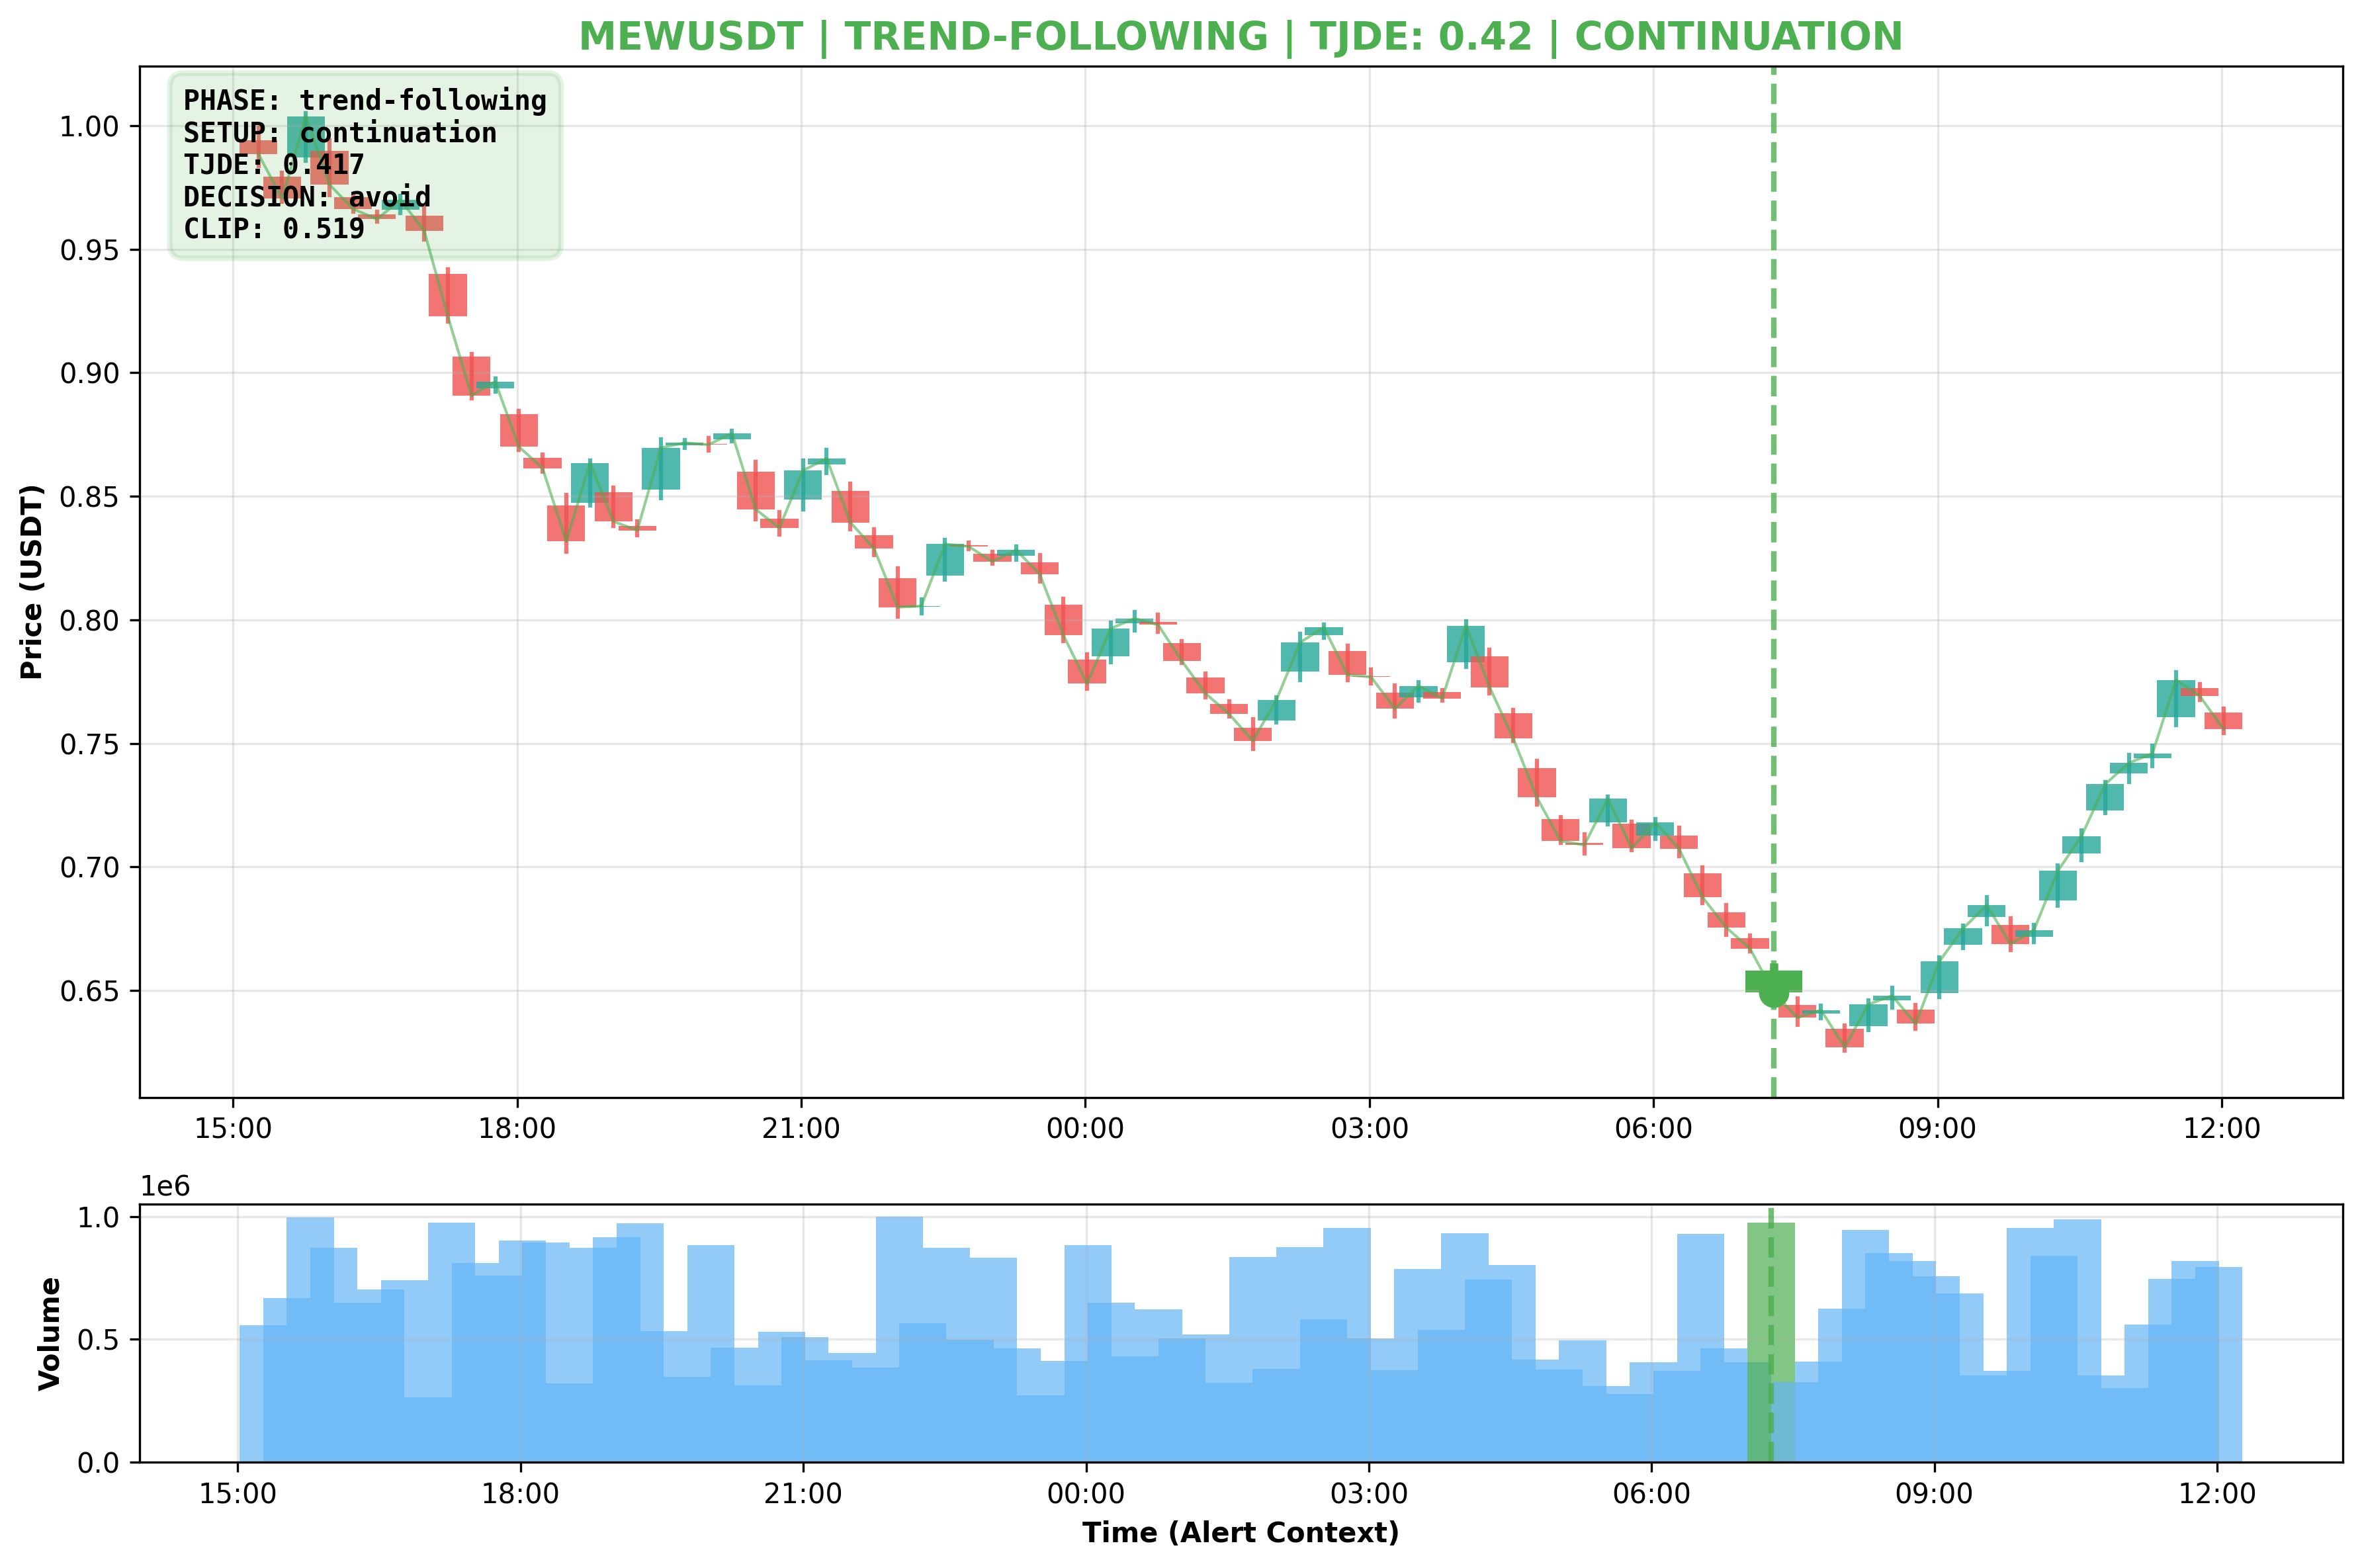 MEWUSDT | TREND-FOLLOWING | TJDE: 0.42 | CONTINUATION
PHASE: trend-following
SETUP: continuation
TJDE: 0.417
DECISION: avoid
CLIP: 0.519
Price (USDT)
1.00
0.95
0.90
0.85
0.80
0.75
0.70
0.65
15:00 18:00 21:00 00:00 03:00 06:00 09:00 12:00
1e6
Volume
1.0
0.5
0.0
15:00 18:00 21:00 00:00 03:00 06:00 09:00 12:00
Time (Alert Context)